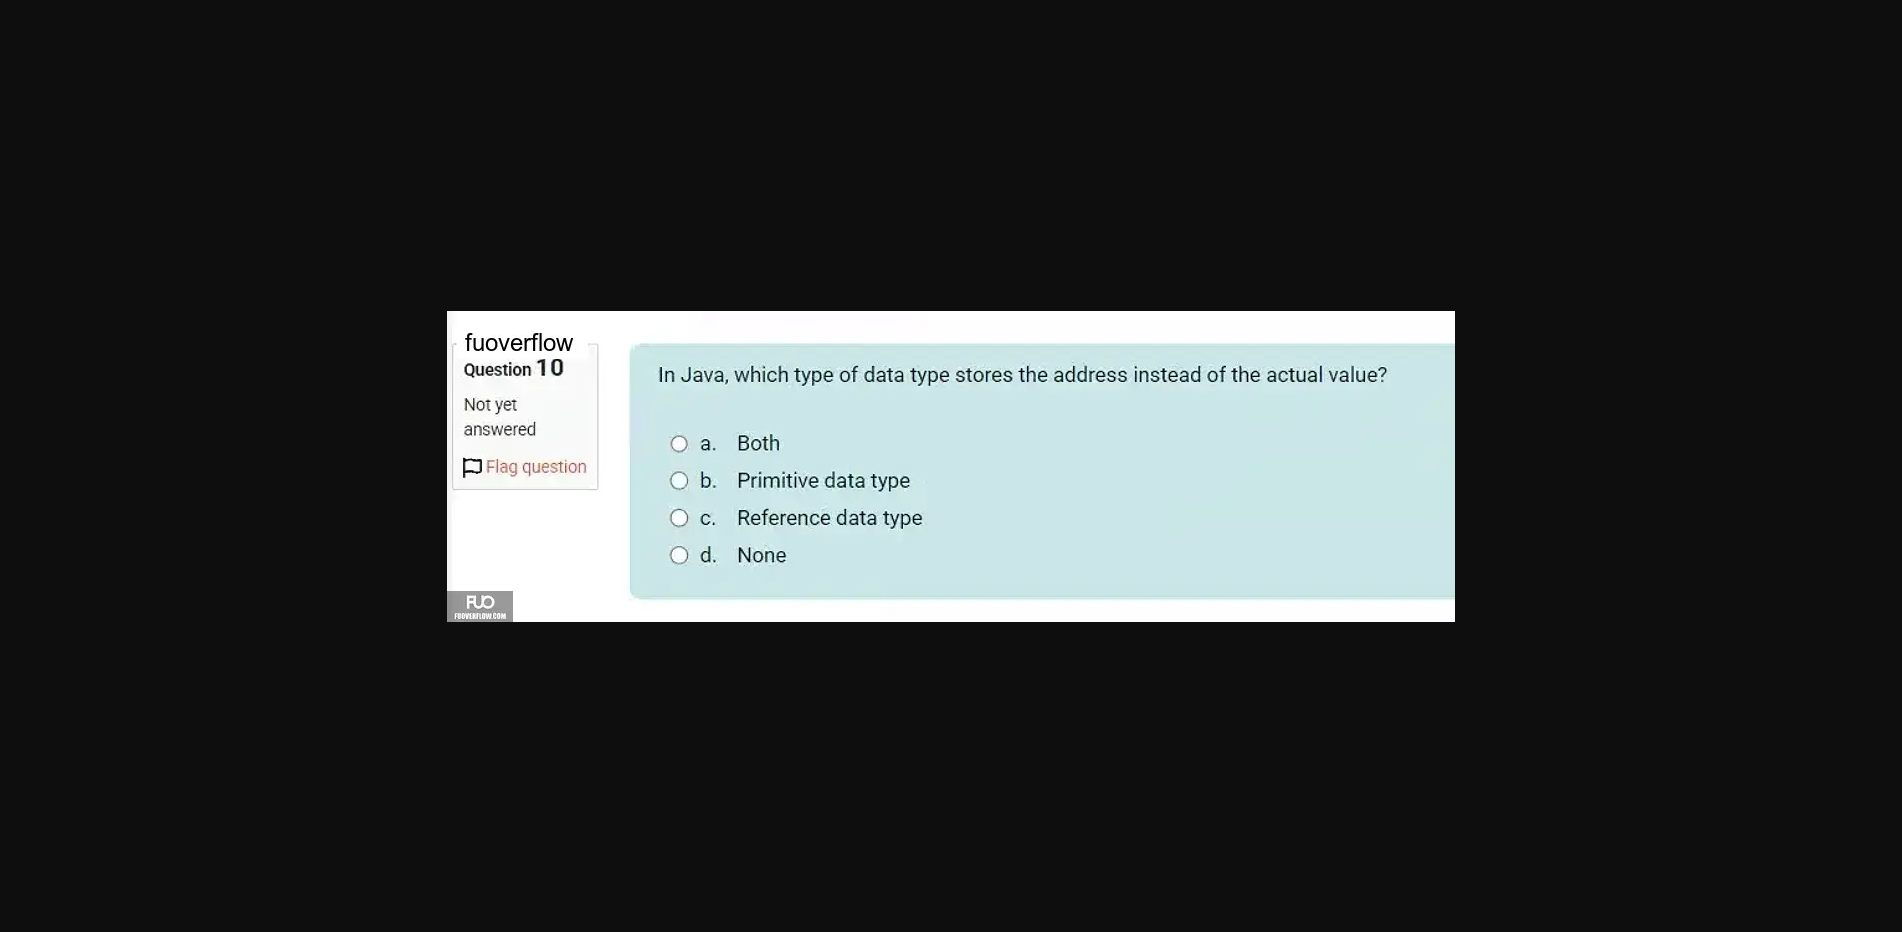 fuoverflow
Question 10
Not yet
answered
Flag question
In Java, which type of data type stores the address instead of the actual value?
a. Both
b. Primitive data type
c. Reference data type
d. None
FUO
FUOVERFLOW.COM